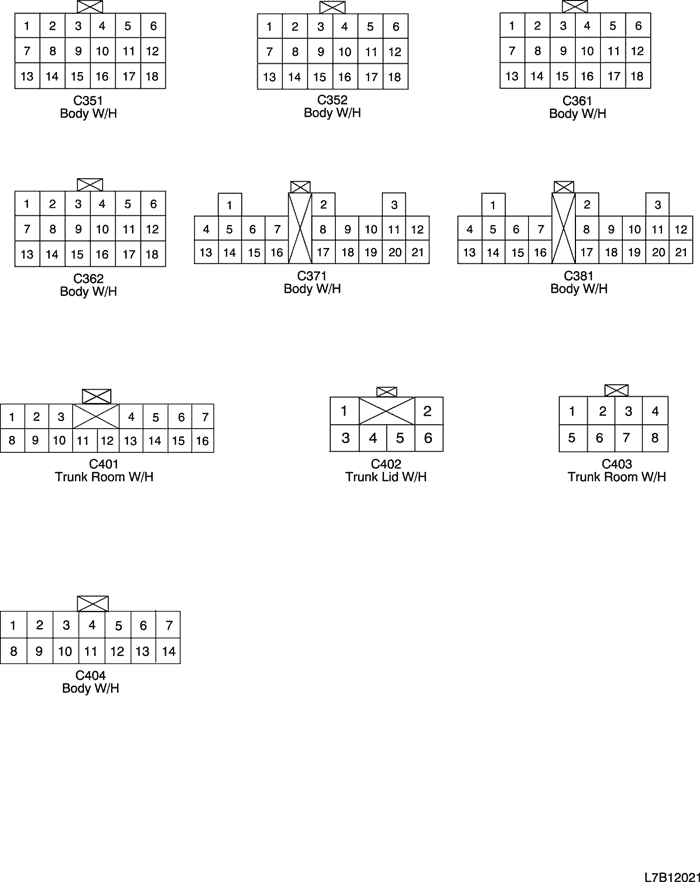 1 2 3 4 5 6
7 8 9 10 11 12
13 14 15 16 17 18
C351
Body W/H
1 2 3 4 5 6
7 8 9 10 11 12
13 14 15 16 17 18
C352
Body W/H
1 2 3 4 5 6
7 8 9 10 11 12
13 14 15 16 17 18
C361
Body W/H
1 2 3 4 5 6
7 8 9 10 11 12
13 14 15 16 17 18
C362
Body W/H
1 2 3
4 5 6 7 8 9 10 11 12
13 14 15 16 17 18 19 20 21
C371
Body W/H
1 2 3
4 5 6 7 8 9 10 11 12
13 14 15 16 17 18 19 20 21
C381
Body W/H
1 2 3 4 5 6 7
8 9 10 11 12 13 14 15 16
C401
Trunk Room W/H
1 2
3 4 5 6
C402
Trunk Lid W/H
1 2 3 4
5 6 7 8
C403
Trunk Room W/H
1 2 3 4 5 6 7
8 9 10 11 12 13 14
C404
Body W/H
L7B12021